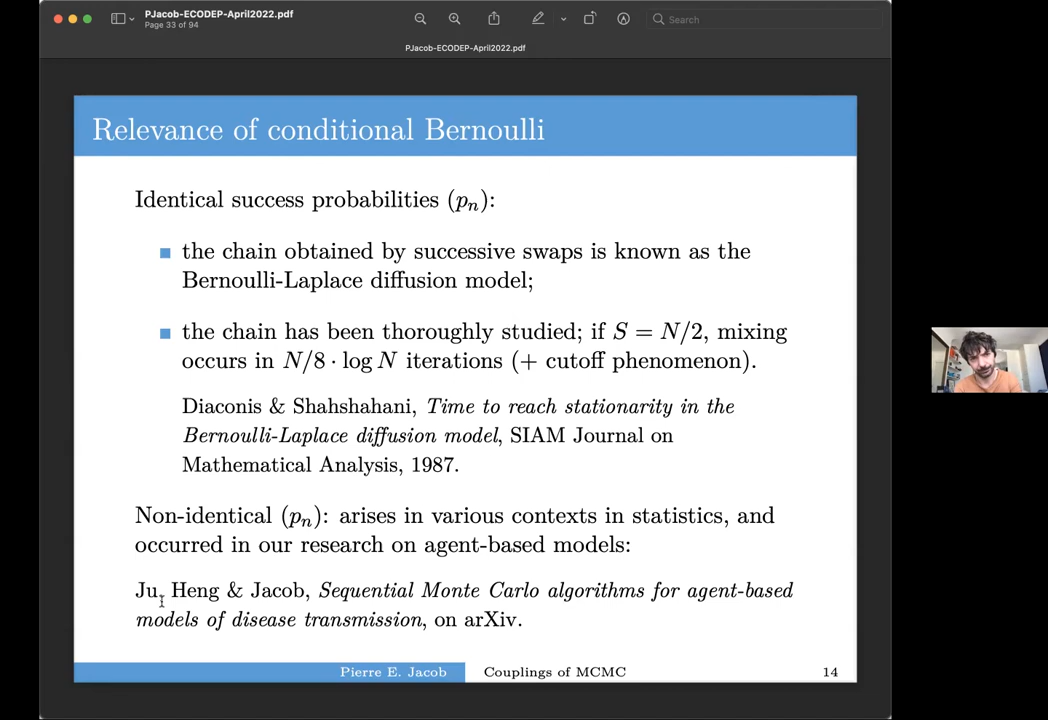 PJacob-ECODEP-April2022.pdf
Page 33 of 94
Search
PJacob-ECODEP-April2022.pdf
Relevance of conditional Bernoulli
Identical success probabilities (pₙ):
the chain obtained by successive swaps is known as the
Bernoulli-Laplace diffusion model;
the chain has been thoroughly studied; if S = N/2, mixing
occurs in N/8 · log N iterations (+ cutoff phenomenon).
Diaconis & Shahshahani, Time to reach stationarity in the
Bernoulli-Laplace diffusion model, SIAM Journal on
Mathematical Analysis, 1987.
Non-identical (pₙ): arises in various contexts in statistics, and
occurred in our research on agent-based models:
Ju, Heng & Jacob, Sequential Monte Carlo algorithms for agent-based
models of disease transmission, on arXiv.
Pierre E. Jacob Couplings of MCMC 14